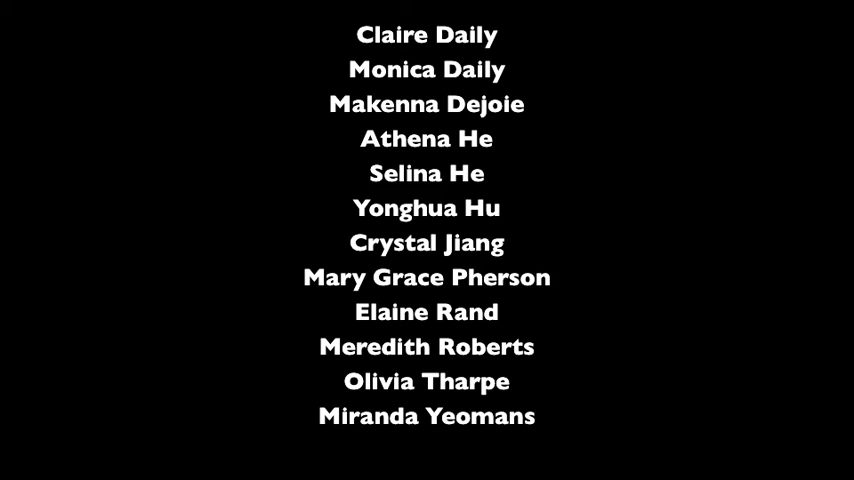 Claire Daily
Monica Daily
Makenna Dejoie
Athena He
Selina He
Yonghua Hu
Crystal Jiang
Mary Grace Pherson
Elaine Rand
Meredith Roberts
Olivia Tharpe
Miranda Yeomans